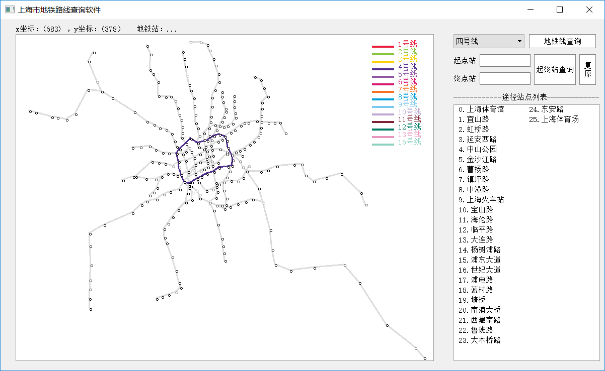 上海市地铁路线查询软件
x坐标:(583) , y坐标:(378) 地铁站:...
1号线
2号线
3号线
4号线
5号线
6号线
7号线
8号线
9号线
10号线
11号线
12号线
13号线
16号线
四号线
地铁线查询
起点站
终点站
起终站查询
复原
途径站点列表
0.上海体育馆 24.东安路
1.宜山路 25.上海体育场
2.虹桥路
3.延安西路
4.中山公园
5.金沙江路
6.曹杨路
7.镇坪路
8.中潭路
9.上海火车站
10.宝山路
11.海伦路
12.临平路
13.大连路
14.杨树浦路
15.浦东大道
16.世纪大道
17.浦电路
18.蓝村路
19.塘桥
20.南浦大桥
21.西藏南路
22.鲁班路
23.大木桥路